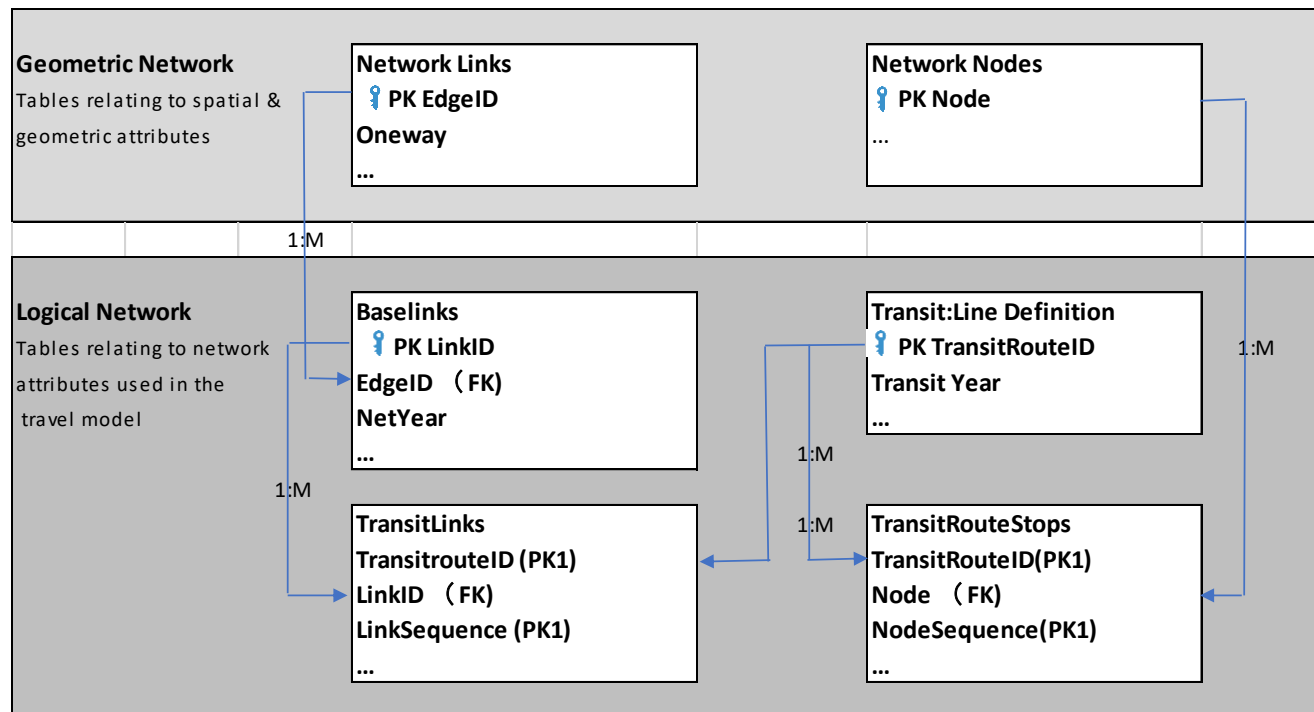 Geometric Network
Tables relating to spatial &
geometric attributes
Network Links
PK EdgeID
Oneway
...
Network Nodes
PK Node
...
1:M
Logical Network
Tables relating to network
attributes used in the
travel model
Baselinks
PK LinkID
EdgeID （FK)
NetYear
...
Transit:Line Definition
PK TransitRouteID
Transit Year
...
1:M
1:M
1:M
1:M
TransitLinks
TransitrouteID (PK1)
LinkID （FK)
LinkSequence (PK1)
...
TransitRouteStops
TransitRouteID(PK1)
Node （FK)
NodeSequence(PK1)
...